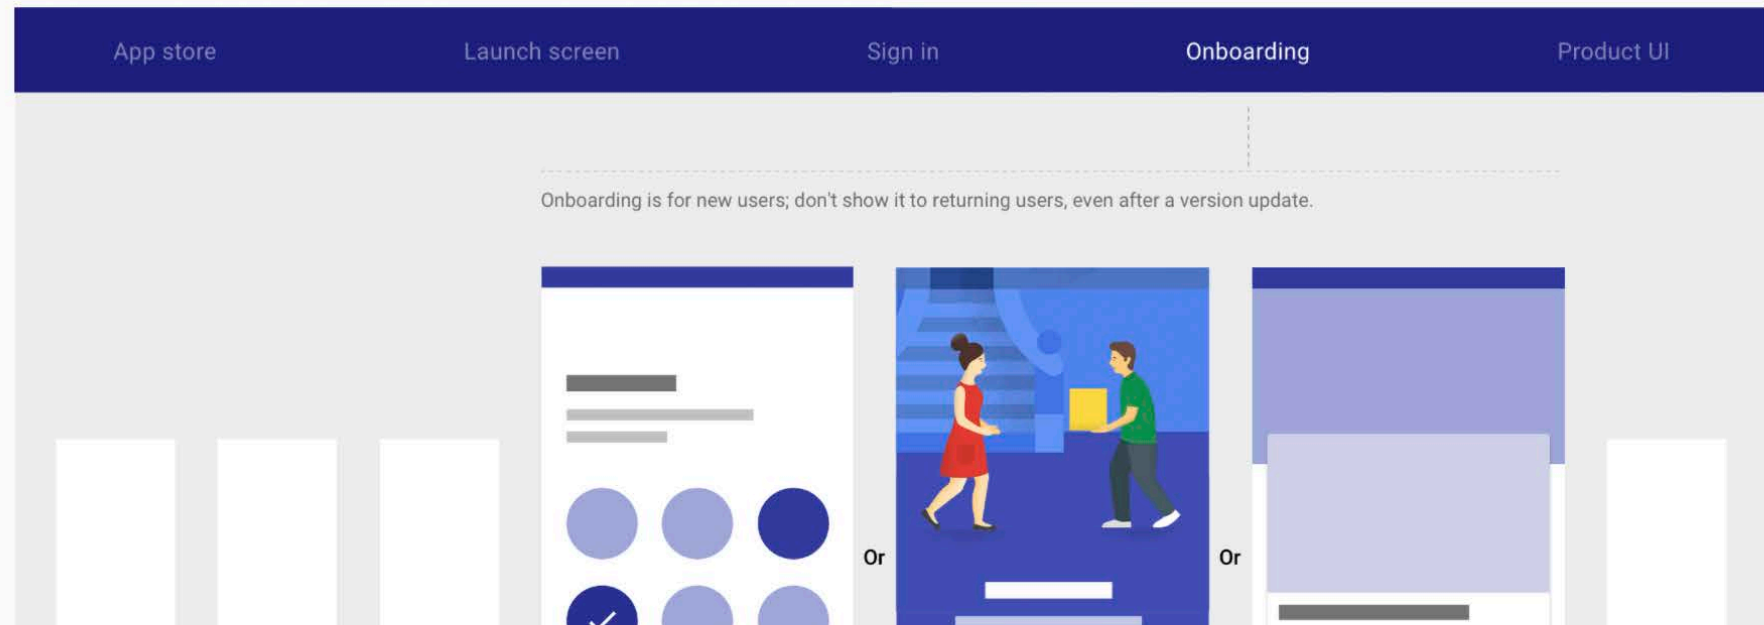 App store
Launch screen
Sign in
Onboarding
Product UI
Onboarding is for new users; don't show it to returning users, even after a version update.
Or
Or